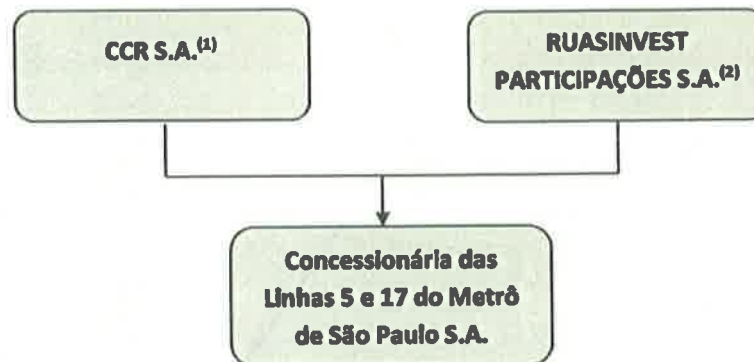 CCR S.A.(1)
RUASINVEST
PARTICIPAÇÕES S.A.(2)
Concessionária das
Linhas 5 e 17 do Metrô
de São Paulo S.A.